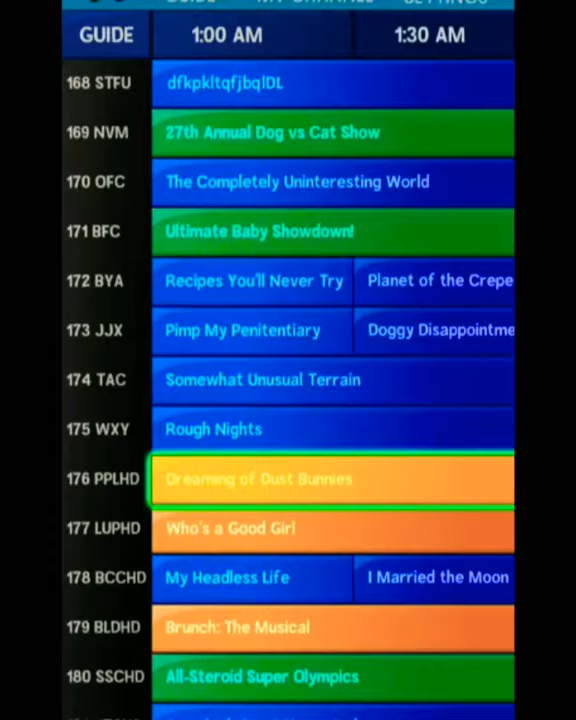 GUIDE 1:00 AM 1:30 AM
168 STFU dfkpkltqfjbqlDL
169 NVM 27th Annual Dog vs Cat Show
170 OFC The Completely Uninteresting World
171 BFC Ultimate Baby Showdown!
172 BYA Recipes You'll Never Try Planet of the Crepe
173 JJX Pimp My Penitentiary Doggy Disappointme
174 TAC Somewhat Unusual Terrain
175 WXY Rough Nights
176 PPLHD Dreaming of Dust Bunnies
177 LUPHD Who's a Good Girl
178 BCCHD My Headless Life I Married the Moon
179 BLDHD Brunch: The Musical
180 SSCHD All-Steroid Super Olympics